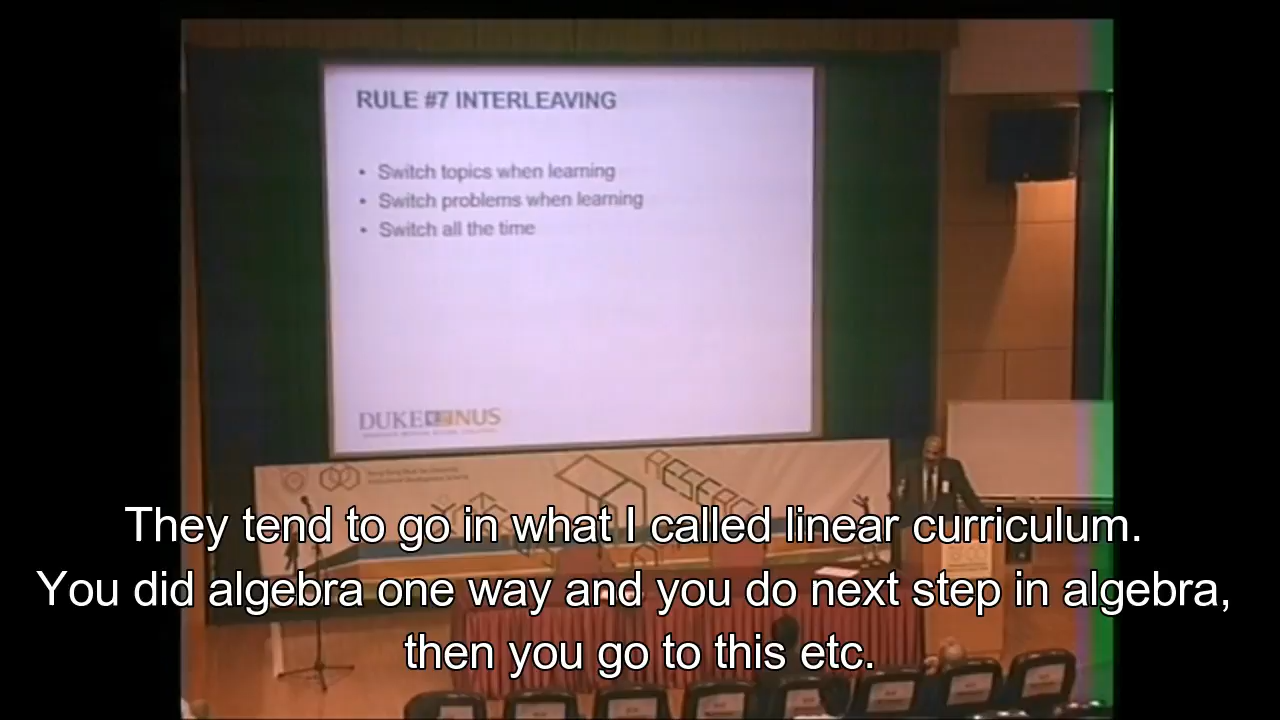 RULE #7 INTERLEAVING
• Switch topics when learning
• Switch problems when learning
• Switch all the time
DUKE NUS
They tend to go in what I called linear curriculum.
You did algebra one way and you do next step in algebra,
then you go to this etc.